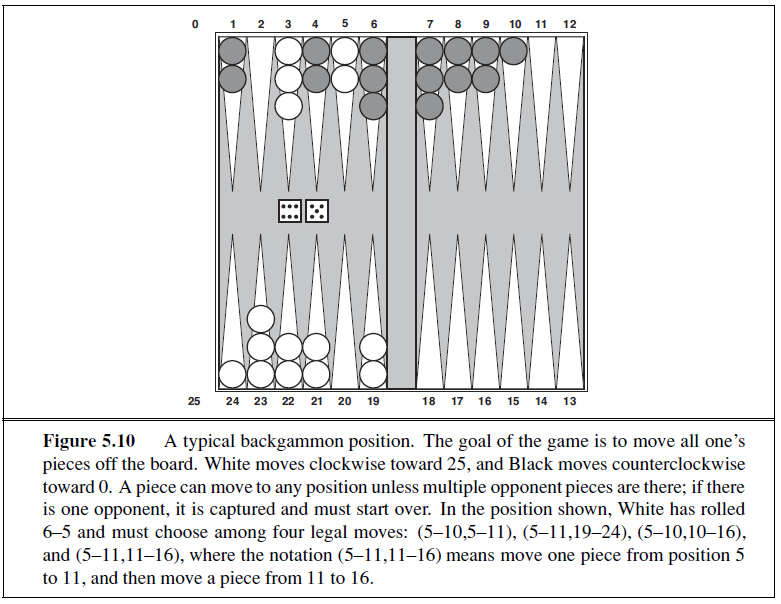 0 1 2 3 4 5 6 7 8 9 10 11 12
25 24 23 22 21 20 19 18 17 16 15 14 13
Figure 5.10 A typical backgammon position. The goal of the game is to move all one's
pieces off the board. White moves clockwise toward 25, and Black moves counterclockwise
toward 0. A piece can move to any position unless multiple opponent pieces are there; if there
is one opponent, it is captured and must start over. In the position shown, White has rolled
6–5 and must choose among four legal moves: (5–10,5–11), (5–11,19–24), (5–10,10–16),
and (5–11,11–16), where the notation (5–11,11–16) means move one piece from position 5
to 11, and then move a piece from 11 to 16.